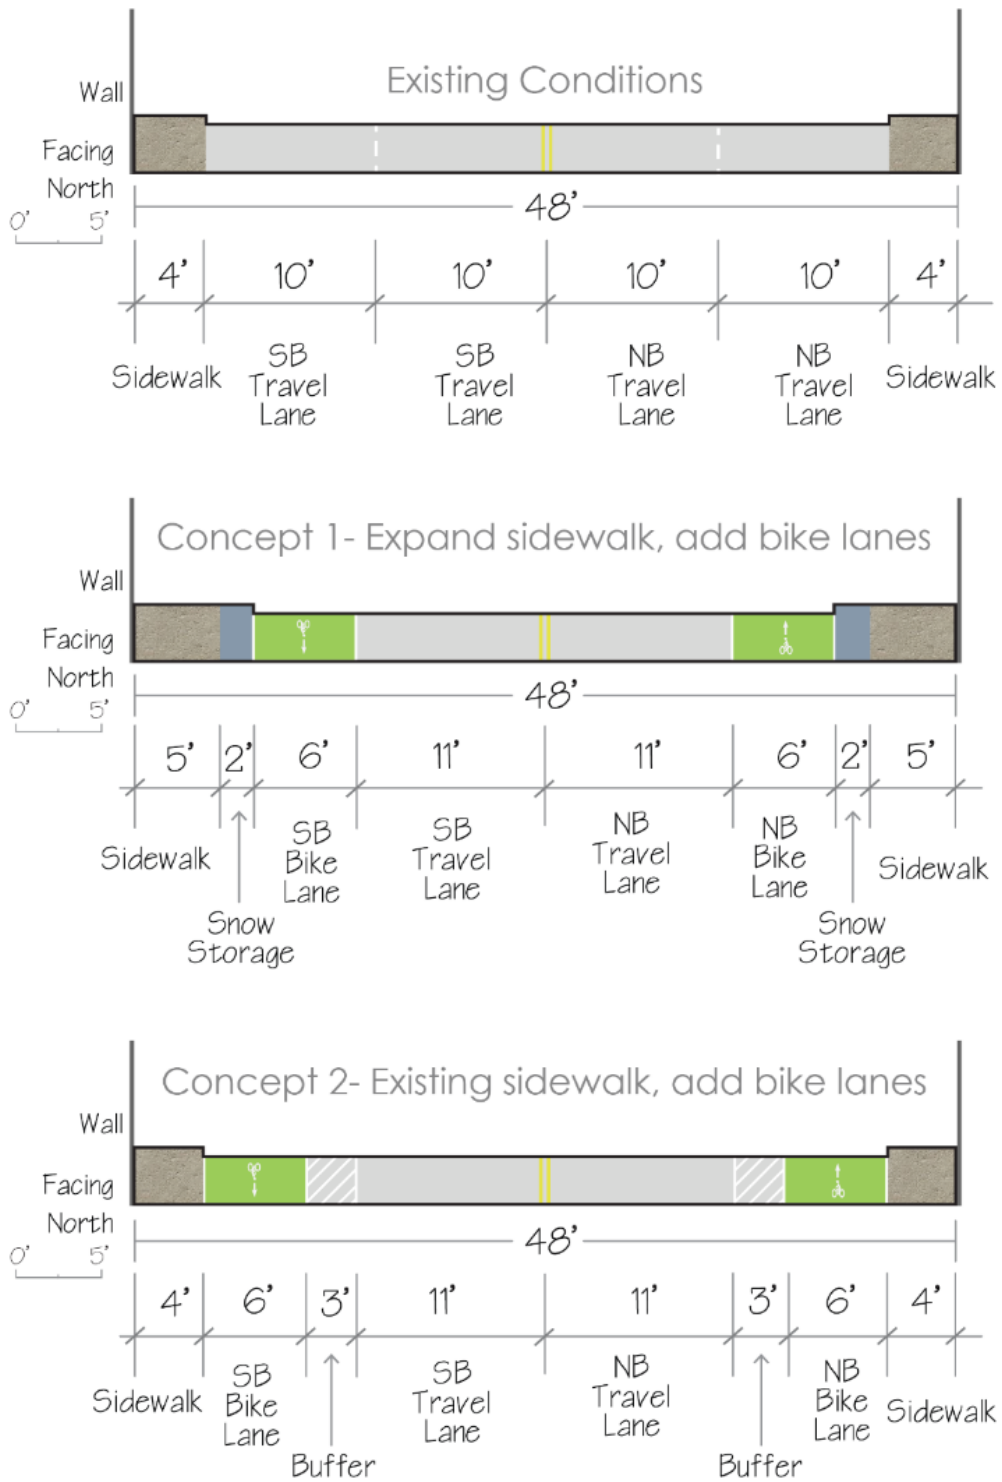 Existing Conditions
Wall
Facing
North
0' 5'
48'
4' 10' 10' 10' 10' 4'
Sidewalk
SB
Travel
Lane
SB
Travel
Lane
NB
Travel
Lane
NB
Travel
Lane
Sidewalk
Concept 1- Expand sidewalk, add bike lanes
Wall
Facing
North
0' 5'
48'
5' 2' 6' 11' 11' 6' 2' 5'
Sidewalk
Snow
Storage
SB
Bike
Lane
SB
Travel
Lane
NB
Travel
Lane
NB
Bike
Lane
Snow
Storage
Sidewalk
Concept 2- Existing sidewalk, add bike lanes
Wall
Facing
North
0' 5'
48'
4' 6' 3' 11' 11' 3' 6' 4'
Sidewalk
SB
Bike
Lane
Buffer
SB
Travel
Lane
NB
Travel
Lane
Buffer
NB
Bike
Lane
Sidewalk